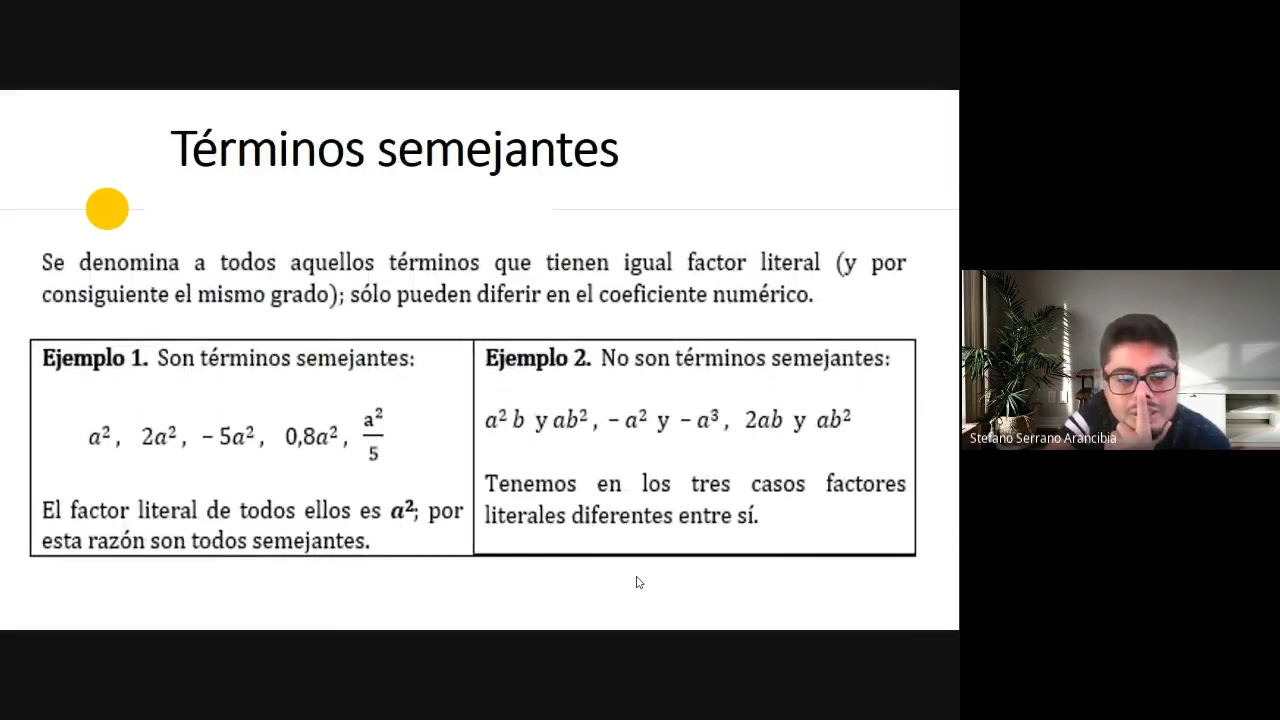 Términos semejantes
Se denomina a todos aquellos términos que tienen igual factor literal (y por
consiguiente el mismo grado); sólo pueden diferir en el coeficiente numérico.
Ejemplo 1. Son términos semejantes:
a², 2a², – 5a², 0,8a², a²/5
El factor literal de todos ellos es a²; por
esta razón son todos semejantes.
Ejemplo 2. No son términos semejantes:
a² b y ab², – a² y – a³, 2ab y ab²
Tenemos en los tres casos factores
literales diferentes entre sí.
Stefano Serrano Arancibia